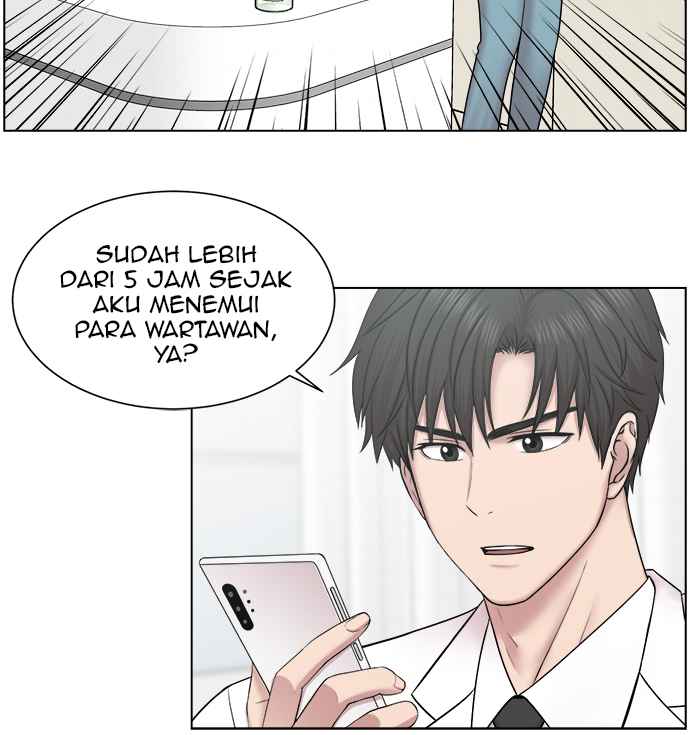 SUDAH LEBIH
DARI 5 JAM SEJAK
AKU MENEMUI
PARA WARTAWAN,
YA?